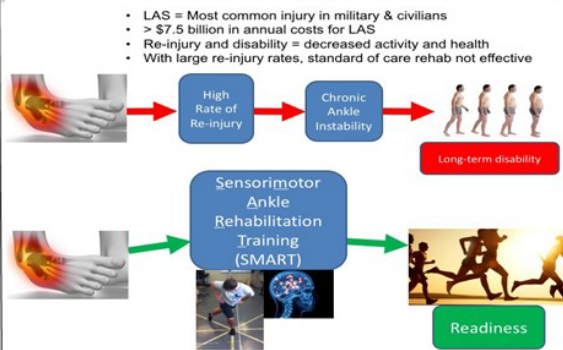 • LAS = Most common injury in military & civilians
• > $7.5 billion in annual costs for LAS
• Re-injury and disability = decreased activity and health
• With large re-injury rates, standard of care rehab not effective
High
Rate of
Re-injury
Chronic
Ankle
Instability
Long-term disability
Sensorimotor
Ankle
Rehabilitation
Training
(SMART)
Readiness